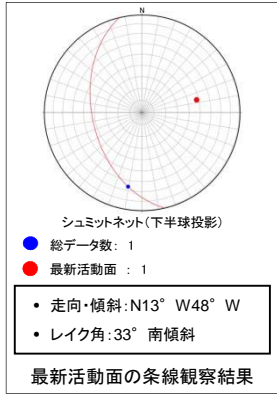 N
シュミットネット(下半球投影)
総データ数: 1
最新活動面 : 1
• 走向・傾斜:N13°W48°W
• レイク角:33°南傾斜
最新活動面の条線観察結果